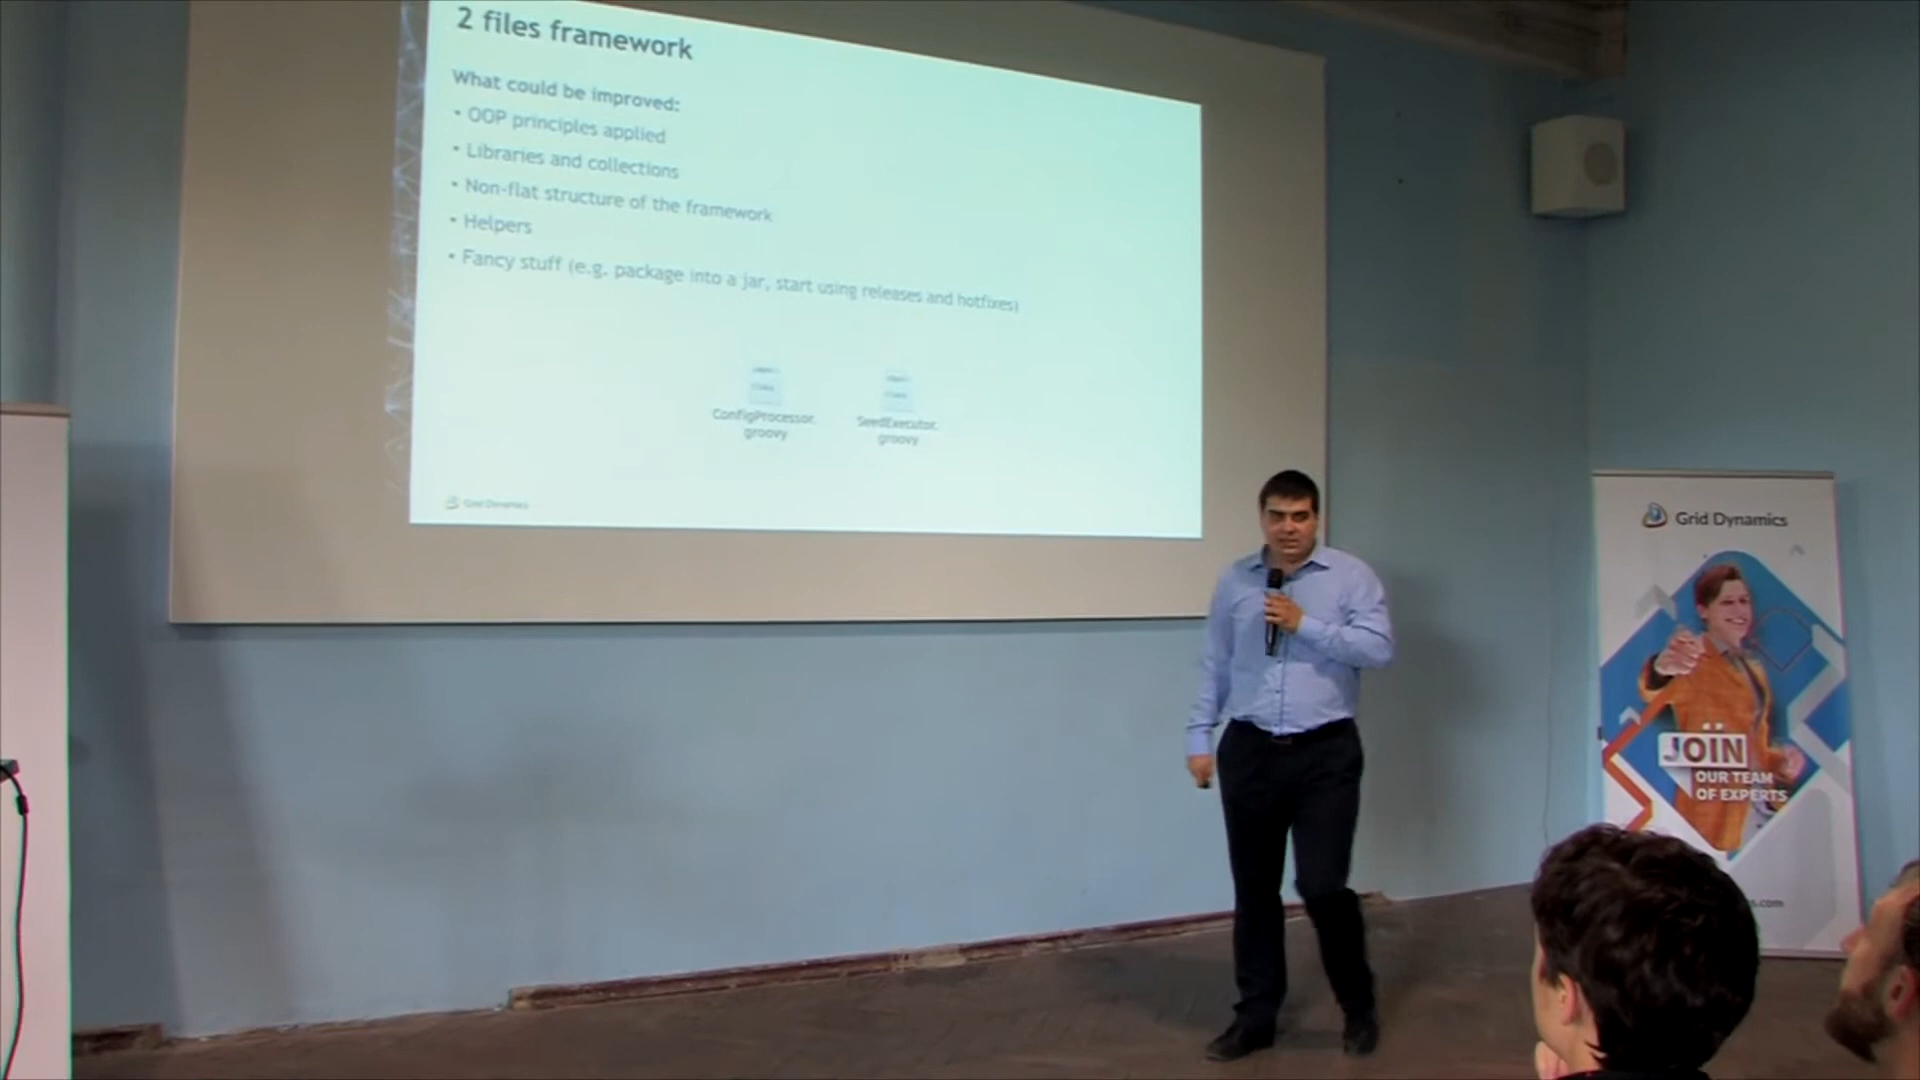 2 files framework
What could be improved:
• OOP principles applied
• Libraries and collections
• Non-flat structure of the framework
• Helpers
• Fancy stuff (e.g. package into a jar, start using releases and hotfixes)
ConfigProcessor.
groovy
SeedExecutor.
groovy
Grid Dynamics
Grid Dynamics
JOIN
OUR TEAM
OF EXPERTS
s.com